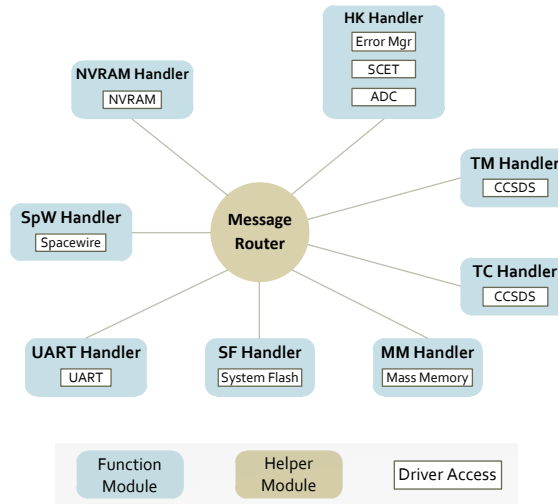 HK Handler
Error Mgr
SCET
ADC
NVRAM Handler
NVRAM
TM Handler
CCSDS
SpW Handler
Spacewire
Message
Router
TC Handler
CCSDS
UART Handler
UART
SF Handler
System Flash
MM Handler
Mass Memory
Function
Module
Helper
Module
Driver Access